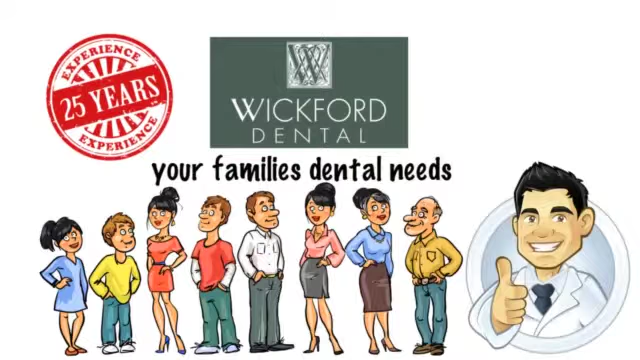 EXPERIENCE
25 YEARS
EXPERIENCE
W
WICKFORD
DENTAL
your families dental needs